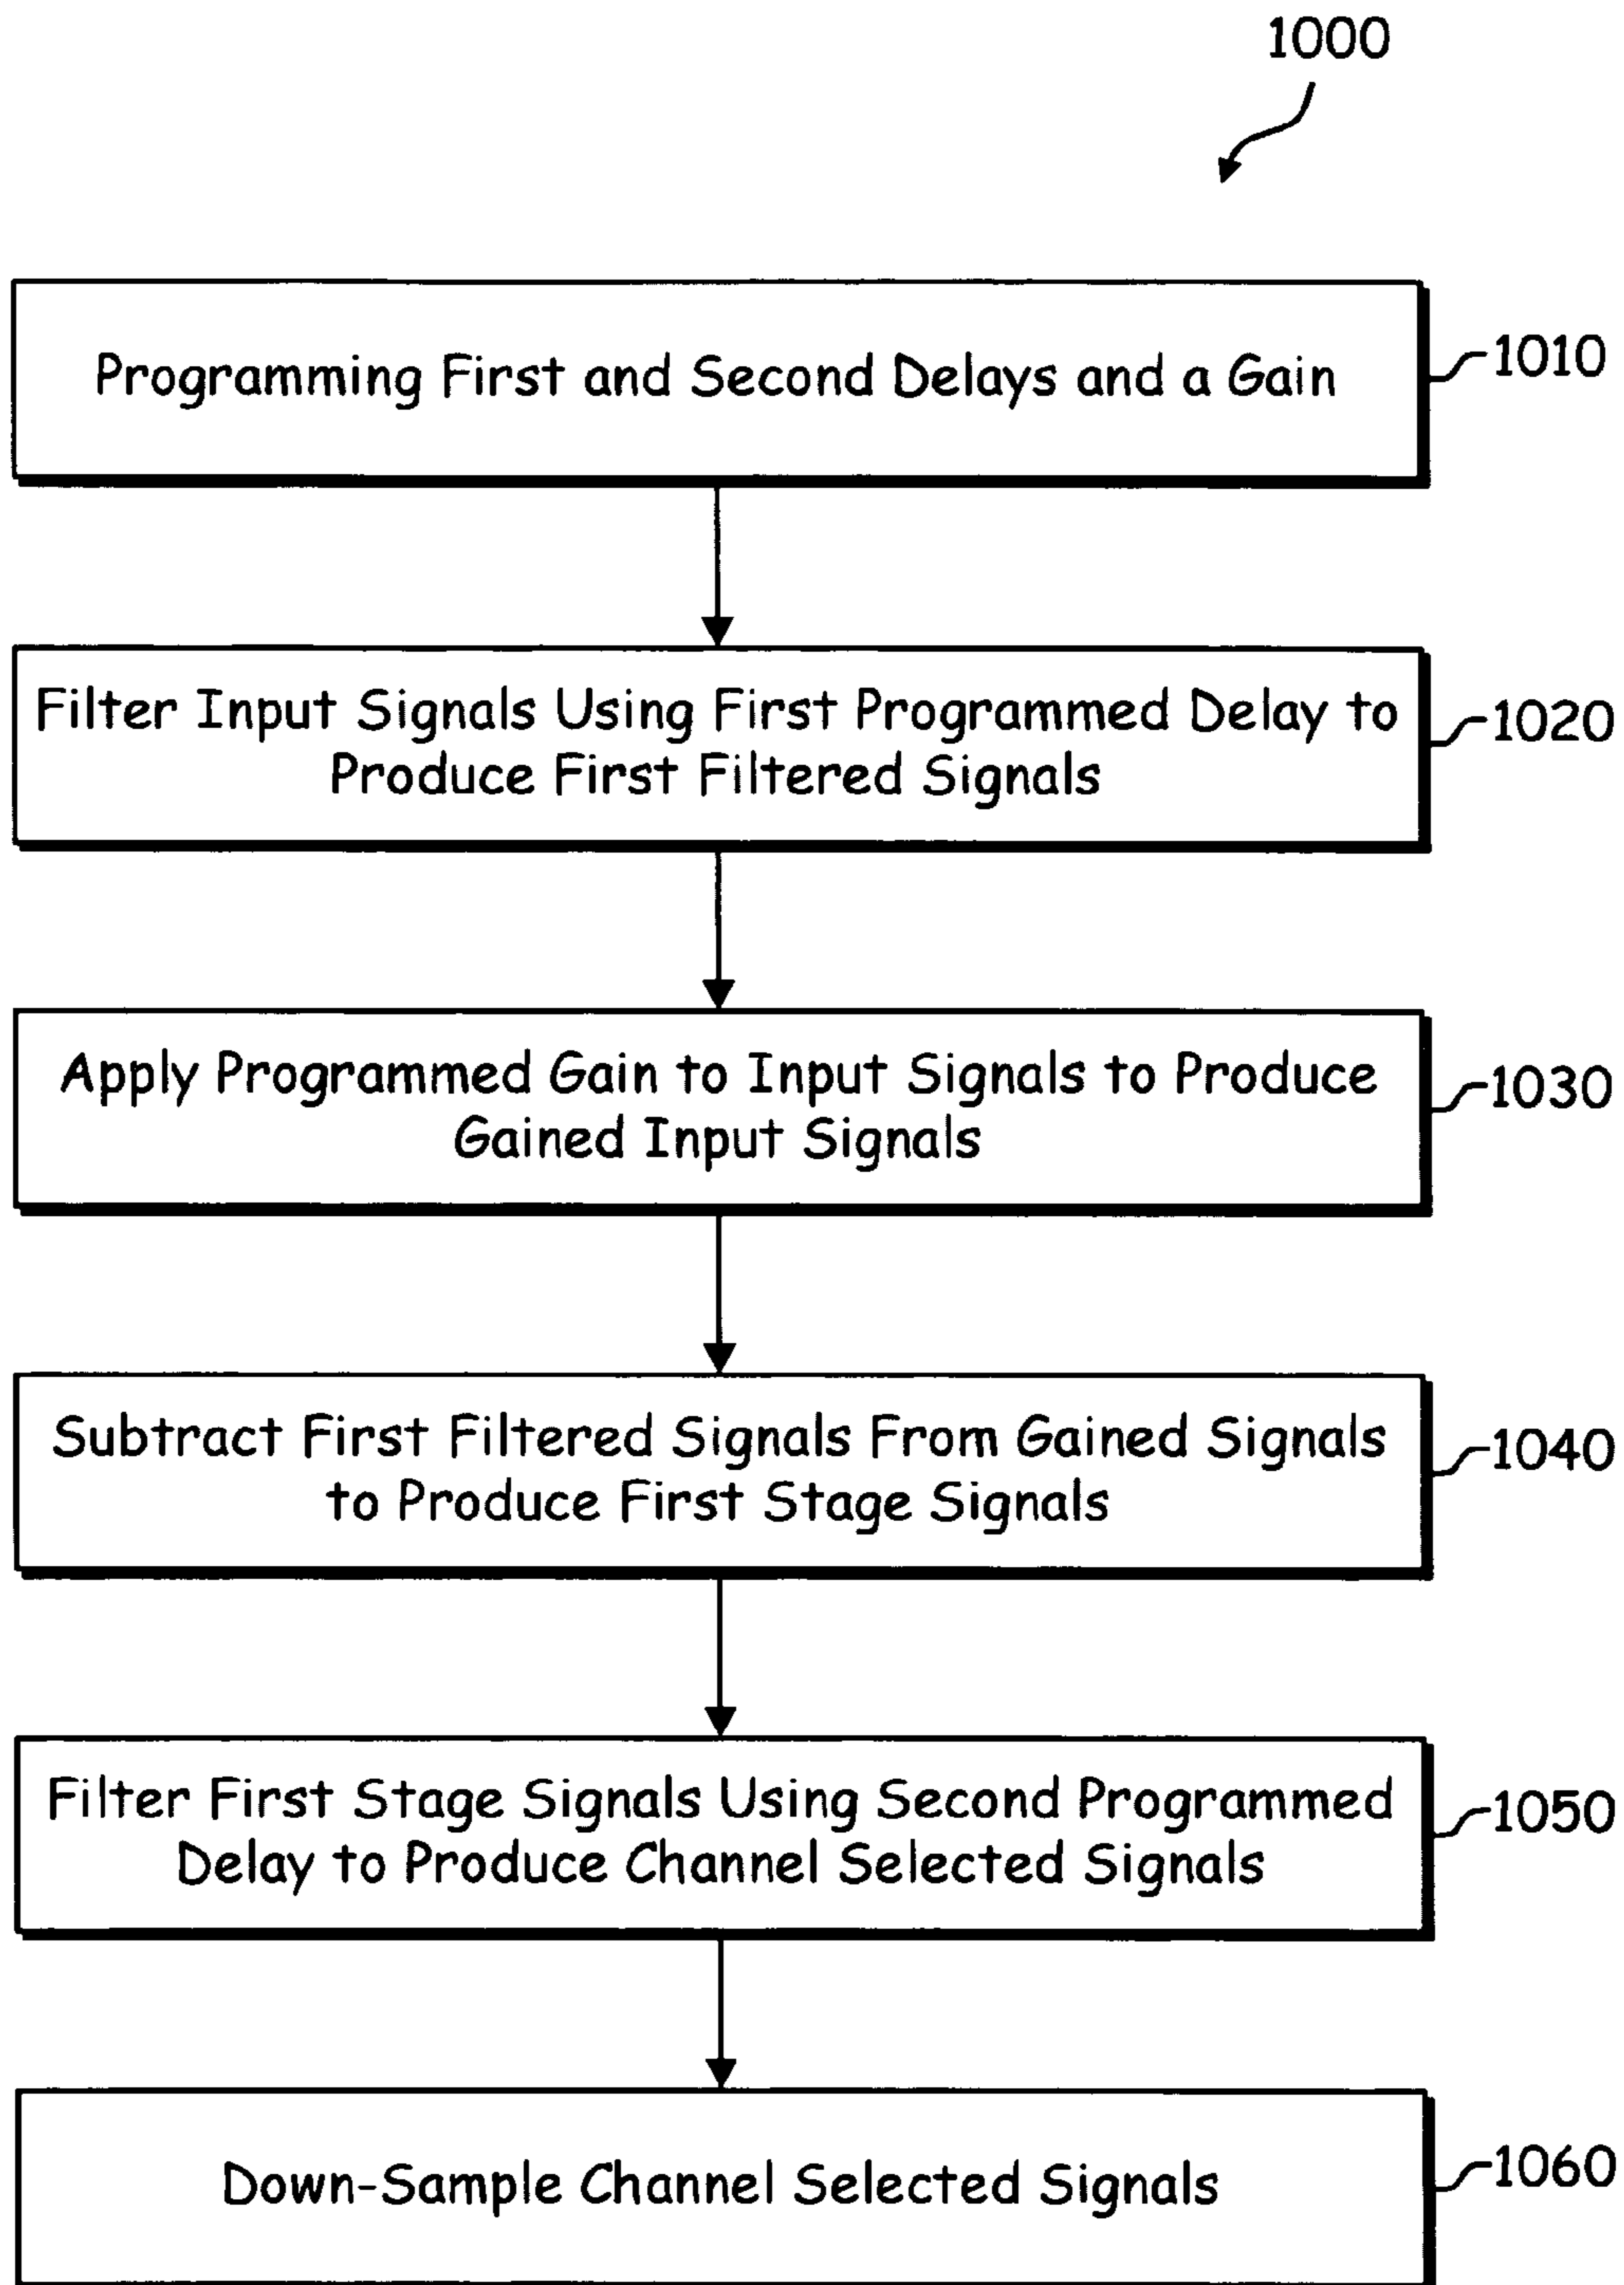 1000
Programming First and Second Delays and a Gain
1010
Filter Input Signals Using First Programmed Delay to
Produce First Filtered Signals
1020
Apply Programmed Gain to Input Signals to Produce
Gained Input Signals
1030
Subtract First Filtered Signals From Gained Signals
to Produce First Stage Signals
1040
Filter First Stage Signals Using Second Programmed
Delay to Produce Channel Selected Signals
1050
Down-Sample Channel Selected Signals
1060